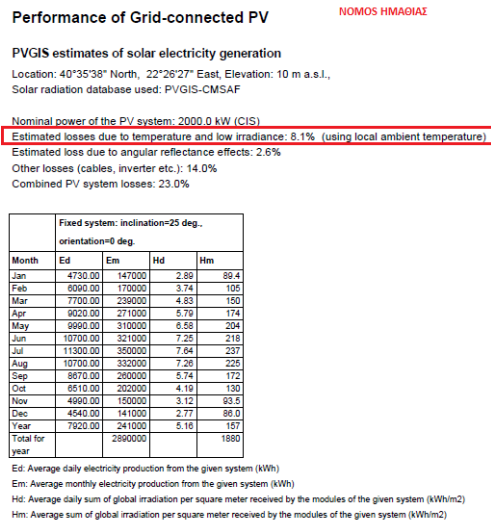 Performance of Grid-connected PV
ΝΟΜΟΣ ΗΜΑΘΙΑΣ
PVGIS estimates of solar electricity generation
Location: 40°35'38" North, 22°26'27" East, Elevation: 10 m a.s.l.,
Solar radiation database used: PVGIS-CMSAF
Nominal power of the PV system: 2000.0 kW (CIS)
Estimated losses due to temperature and low irradiance: 8.1% (using local ambient temperature)
Estimated loss due to angular reflectance effects: 2.6%
Other losses (cables, inverter etc.): 14.0%
Combined PV system losses: 23.0%
Fixed system: inclination=25 deg.,
orientation=0 deg.
Month Ed Em Hd Hm
Jan 4730.00 147000 2.89 89.4
Feb 6090.00 170000 3.74 105
Mar 7700.00 239000 4.83 150
Apr 9020.00 271000 5.79 174
May 9990.00 310000 6.58 204
Jun 10700.00 321000 7.25 218
Jul 11300.00 350000 7.64 237
Aug 10700.00 332000 7.26 225
Sep 8670.00 260000 5.74 172
Oct 6510.00 202000 4.19 130
Nov 4990.00 150000 3.12 93.5
Dec 4540.00 141000 2.77 86.0
Year 7920.00 241000 5.16 157
Total for year 2890000 1880
Ed: Average daily electricity production from the given system (kWh)
Em: Average monthly electricity production from the given system (kWh)
Hd: Average daily sum of global irradiation per square meter received by the modules of the given system (kWh/m2)
Hm: Average sum of global irradiation per square meter received by the modules of the given system (kWh/m2)